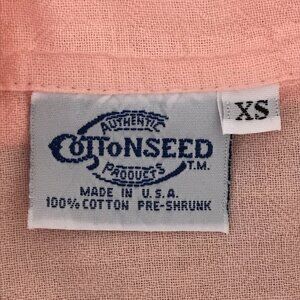 AUTHENTIC
COTTONSEED
PRODUCTS T.M.
MADE IN U.S.A.
100% COTTON PRE-SHRUNK
XS